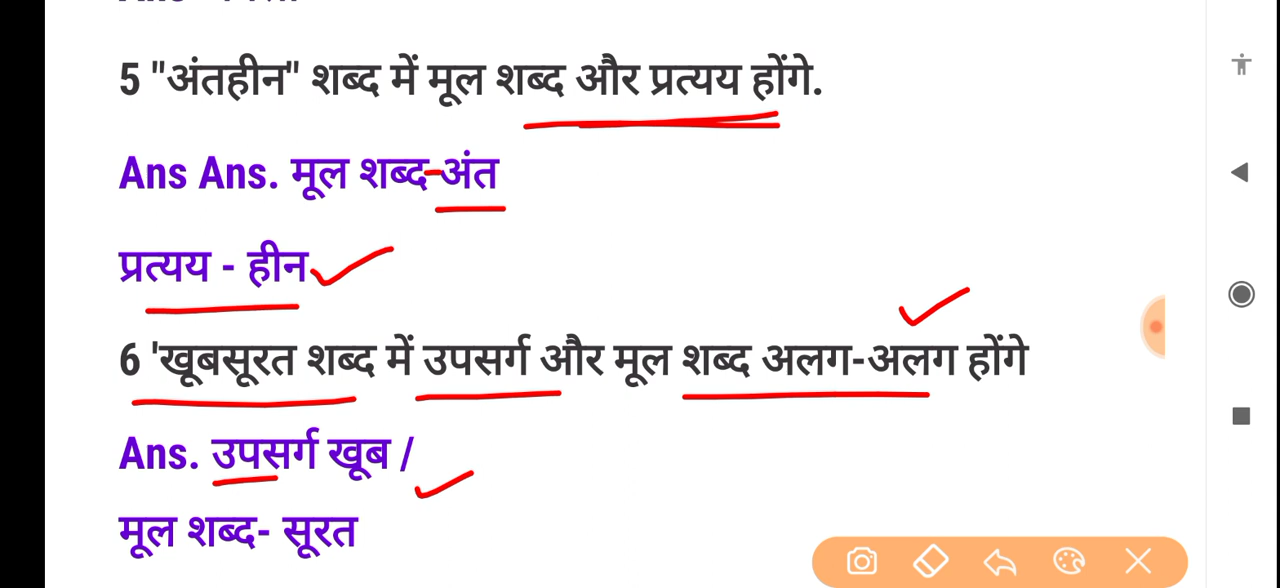 5 "अंतहीन" शब्द में मूल शब्द और प्रत्यय होंगे.
Ans Ans. मूल शब्द-अंत
प्रत्यय - हीन
6 'खूबसूरत शब्द में उपसर्ग और मूल शब्द अलग-अलग होंगे
Ans. उपसर्ग खूब /
मूल शब्द- सूरत